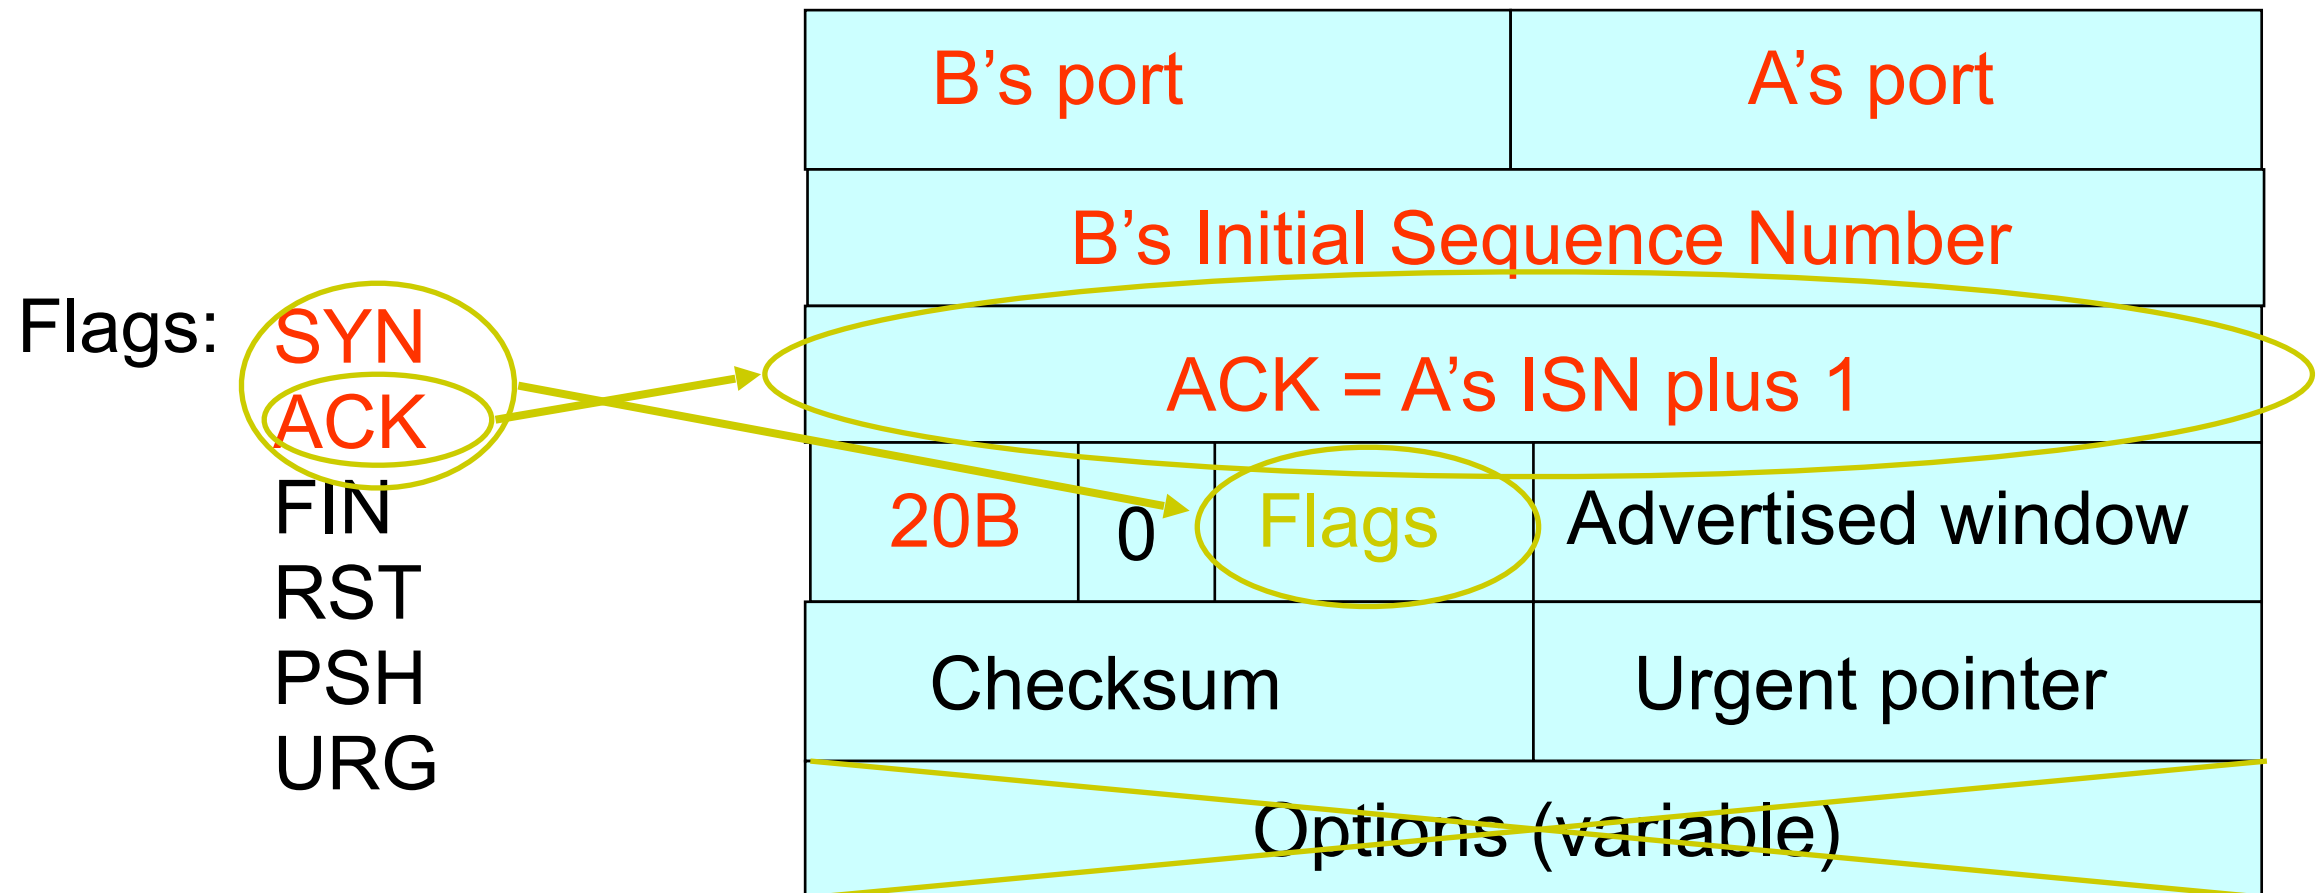 B’s port
A’s port
B’s Initial Sequence Number
Flags:
SYN
ACK
FIN
RST
PSH
URG
ACK = A’s ISN plus 1
20B
0
Flags
Advertised window
Checksum
Urgent pointer
Options (variable)